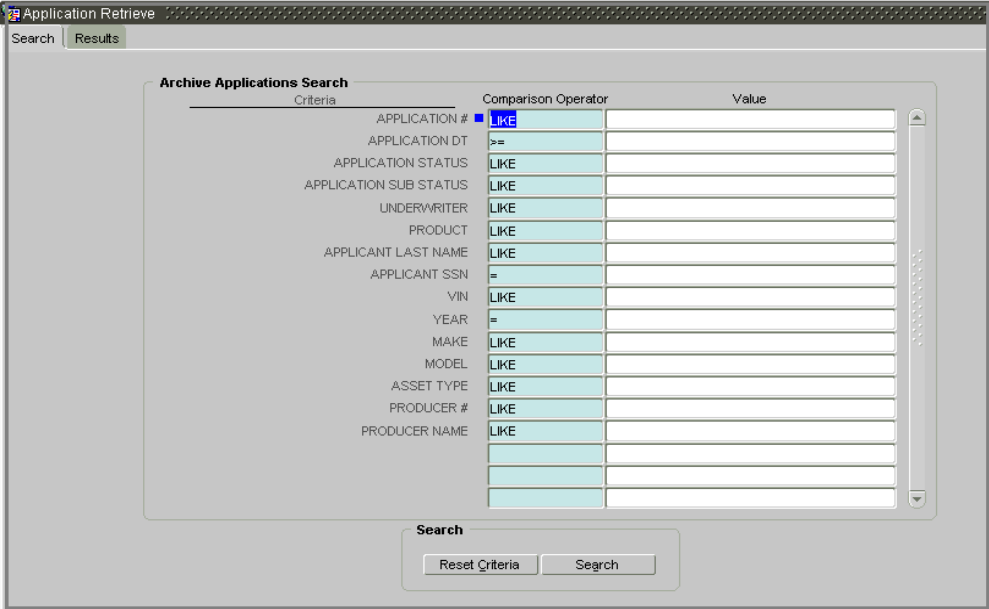 Application Retrieve
Search Results
Archive Applications Search
Criteria Comparison Operator Value
APPLICATION # LIKE
APPLICATION DT >=
APPLICATION STATUS LIKE
APPLICATION SUB STATUS LIKE
UNDERWRITER LIKE
PRODUCT LIKE
APPLICANT LAST NAME LIKE
APPLICANT SSN =
VIN LIKE
YEAR =
MAKE LIKE
MODEL LIKE
ASSET TYPE LIKE
PRODUCER # LIKE
PRODUCER NAME LIKE
Search
Reset Criteria Search